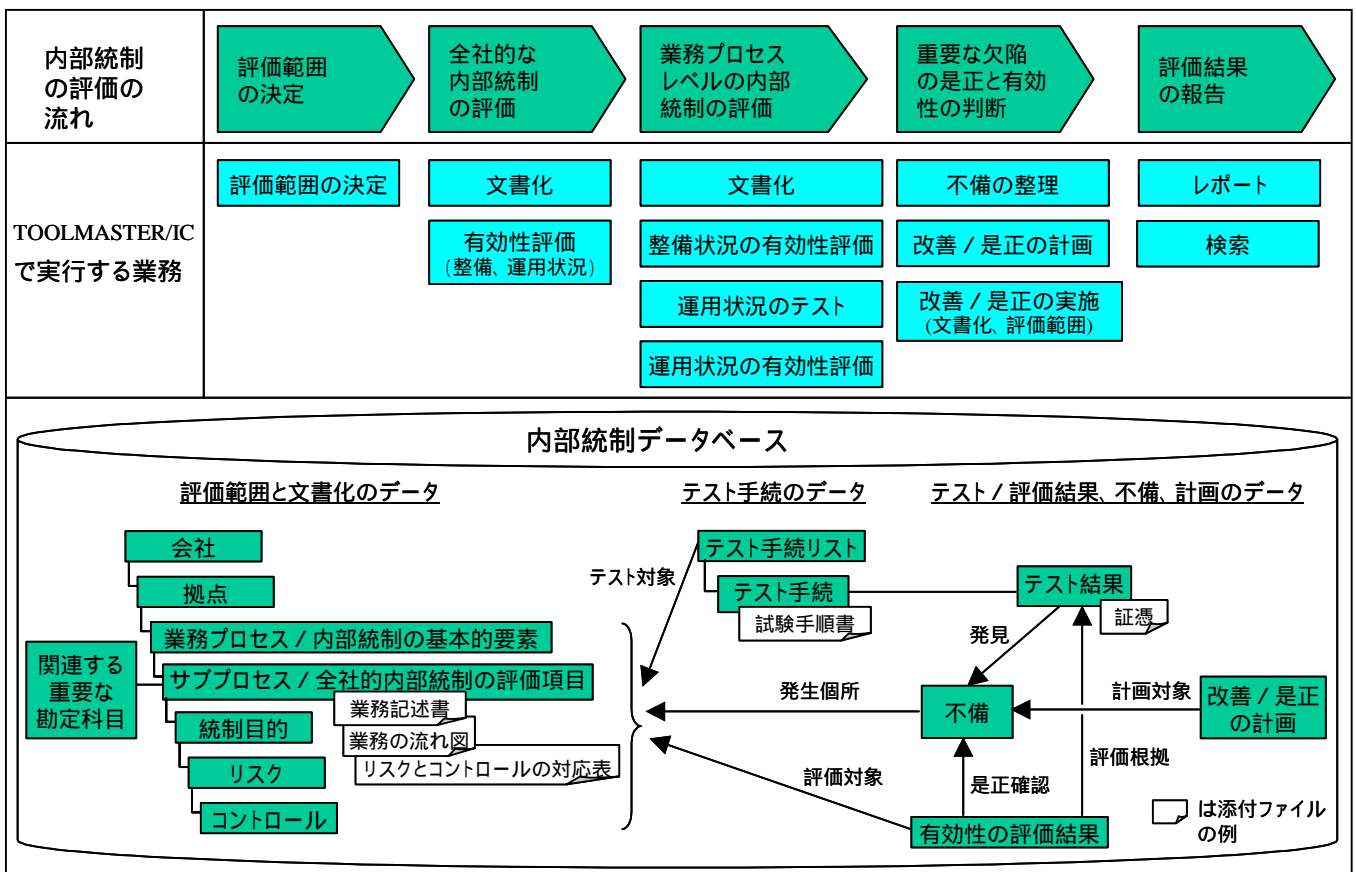 内部統制
の評価の
流れ
評価範囲
の決定
全社的な
内部統制
の評価
業務プロセス
レベルの内部
統制の評価
重要な欠陥
の是正と有効
性の判断
評価結果
の報告
TOOLMASTER/IC
で実行する業務
評価範囲の決定
文書化
有効性評価
(整備、運用状況)
文書化
整備状況の有効性評価
運用状況のテスト
運用状況の有効性評価
不備の整理
改善 / 是正の計画
改善 / 是正の実施
(文書化、評価範囲)
レポート
検索
内部統制データベース
評価範囲と文書化のデータ
会社
拠点
業務プロセス / 内部統制の基本的要素
関連する
重要な
勘定科目
サブプロセス / 全社的内部統制の評価項目
業務記述書
業務の流れ図
リスクとコントロールの対応表
統制目的
リスク
コントロール
テスト手続のデータ
テスト対象
テスト手続リスト
テスト手続
試験手順書
テスト / 評価結果、不備、計画のデータ
テスト結果
証憑
発見
発生個所
不備
計画対象
改善 / 是正
の計画
評価対象
是正確認
評価根拠
有効性の評価結果
は添付ファイル
の例